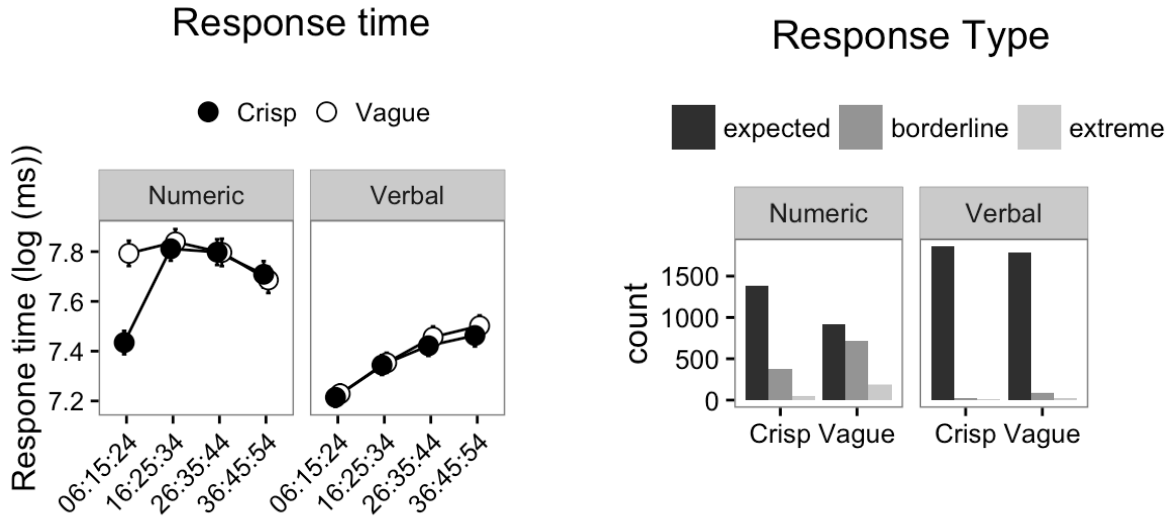 Response time
Crisp Vague
Numeric Verbal
Respone time (log (ms))
7.8
7.6
7.4
7.2
06:15:24 16:25:34 26:35:44 36:45:54 06:15:24 16:25:34 26:35:44 36:45:54
Response Type
expected borderline extreme
Numeric Verbal
count
1500
1000
500
0
Crisp Vague Crisp Vague